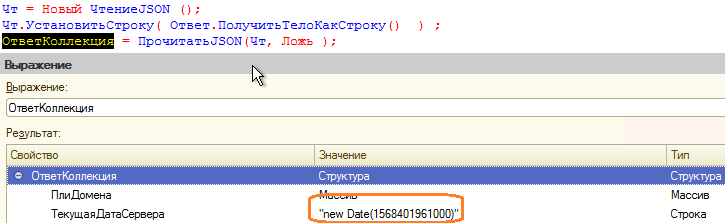 Чт = Новый ЧтениеJSON ();
Чт.УстановитьСтроку( Ответ.ПолучитьТелоКакСтроку() ) ;
ОтветКоллекция = ПрочитатьJSON(Чт, Ложь );
Выражение
Выражение:
ОтветКоллекция
Результат:
Свойство Значение Тип
ОтветКоллекция Структура Структура
ПлиДомена Массив Массив
ТекущаяДатаСервера "new Date(1568401961000)" Строка